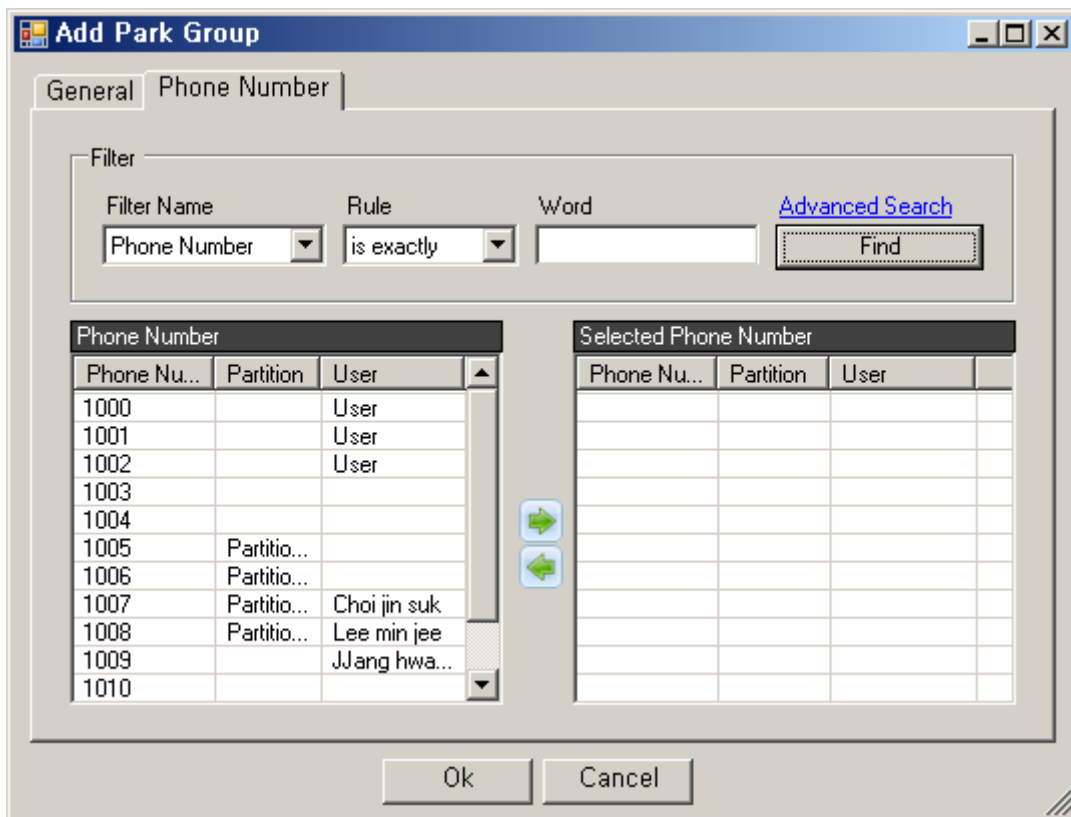 Add Park Group
General Phone Number
Filter
Filter Name Rule Word Advanced Search
Phone Number is exactly Find
Phone Number Selected Phone Number
Phone Nu... Partition User Phone Nu... Partition User
1000 User
1001 User
1002 User
1003
1004
1005 Partitio...
1006 Partitio...
1007 Partitio... Choi jin suk
1008 Partitio... Lee min jee
1009 JJang hwa...
1010
Ok Cancel